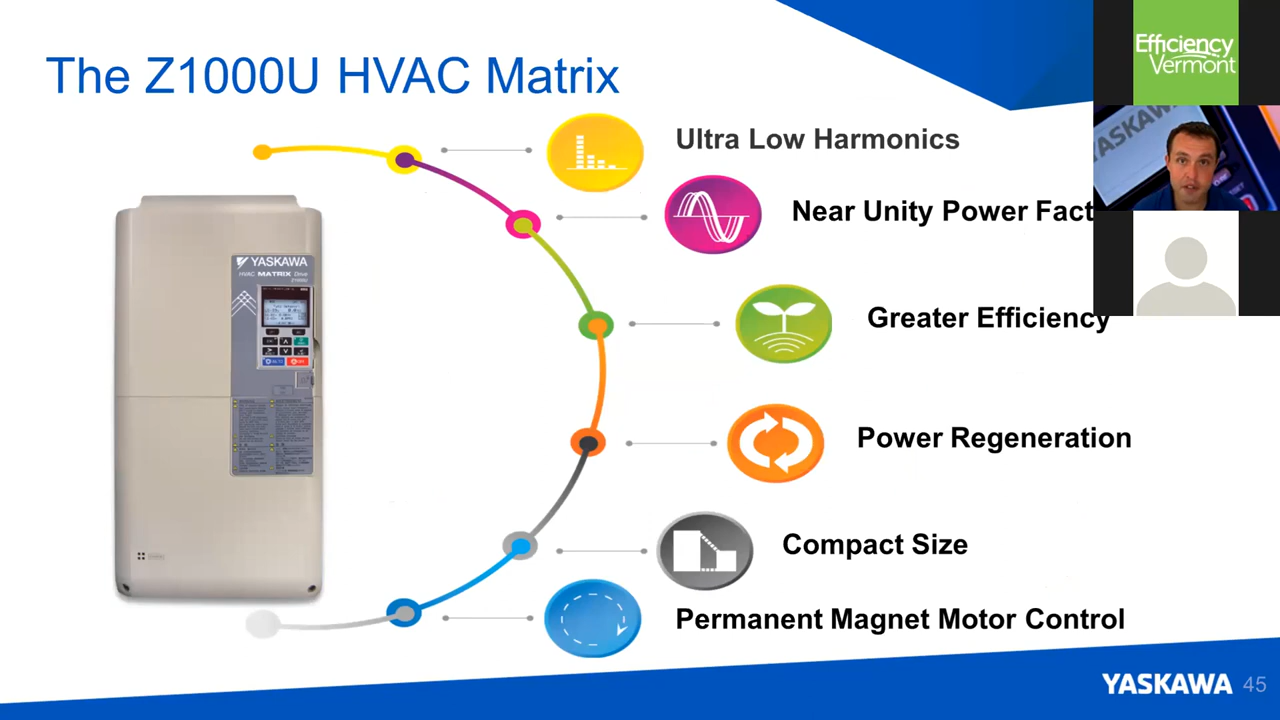 The Z1000U HVAC Matrix
Efficiency
Vermont
YASKAWA
Ultra Low Harmonics
Near Unity Power Fact
Greater Efficiency
Power Regeneration
Compact Size
Permanent Magnet Motor Control
YASKAWA
HVAC MATRIX Drive
Z1000U
YASKAWA 45